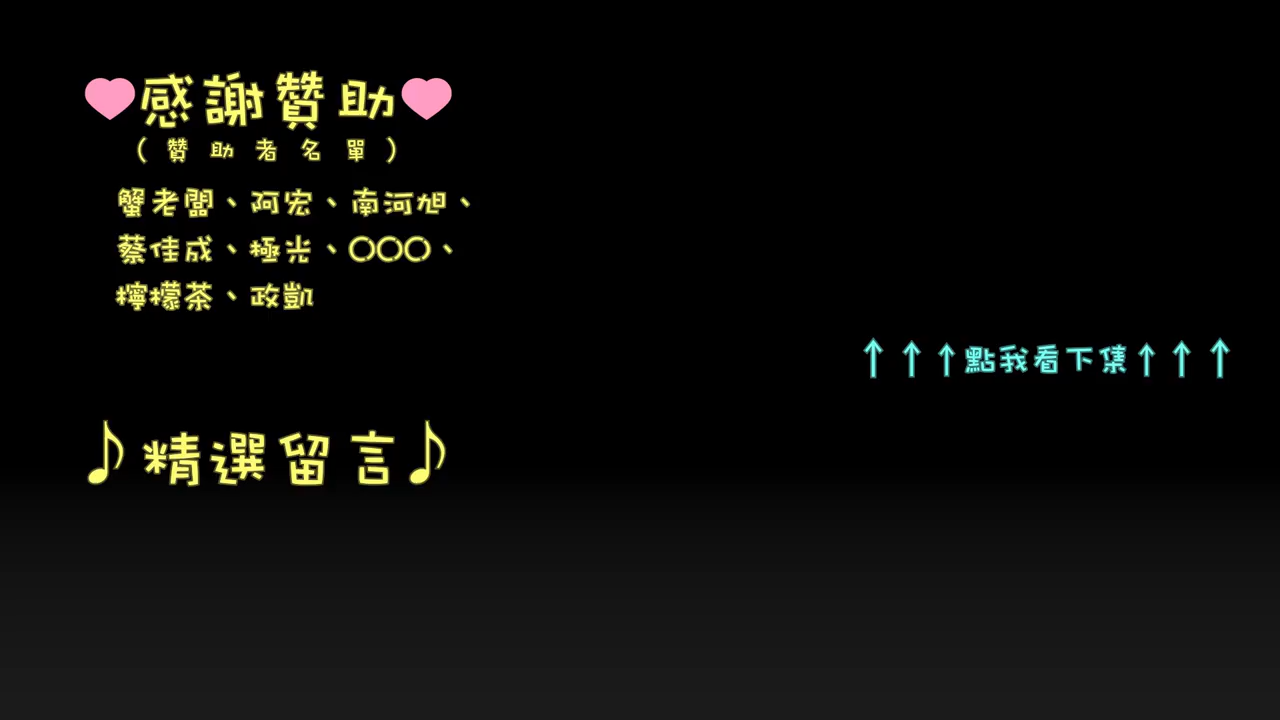 感謝贊助
(贊助者名單)
蟹老闆、阿宏、南河旭、
蔡佳成、極光、○○○、
檸檬茶、政凱
↑↑↑點我看下集↑↑↑
♪精選留言♪